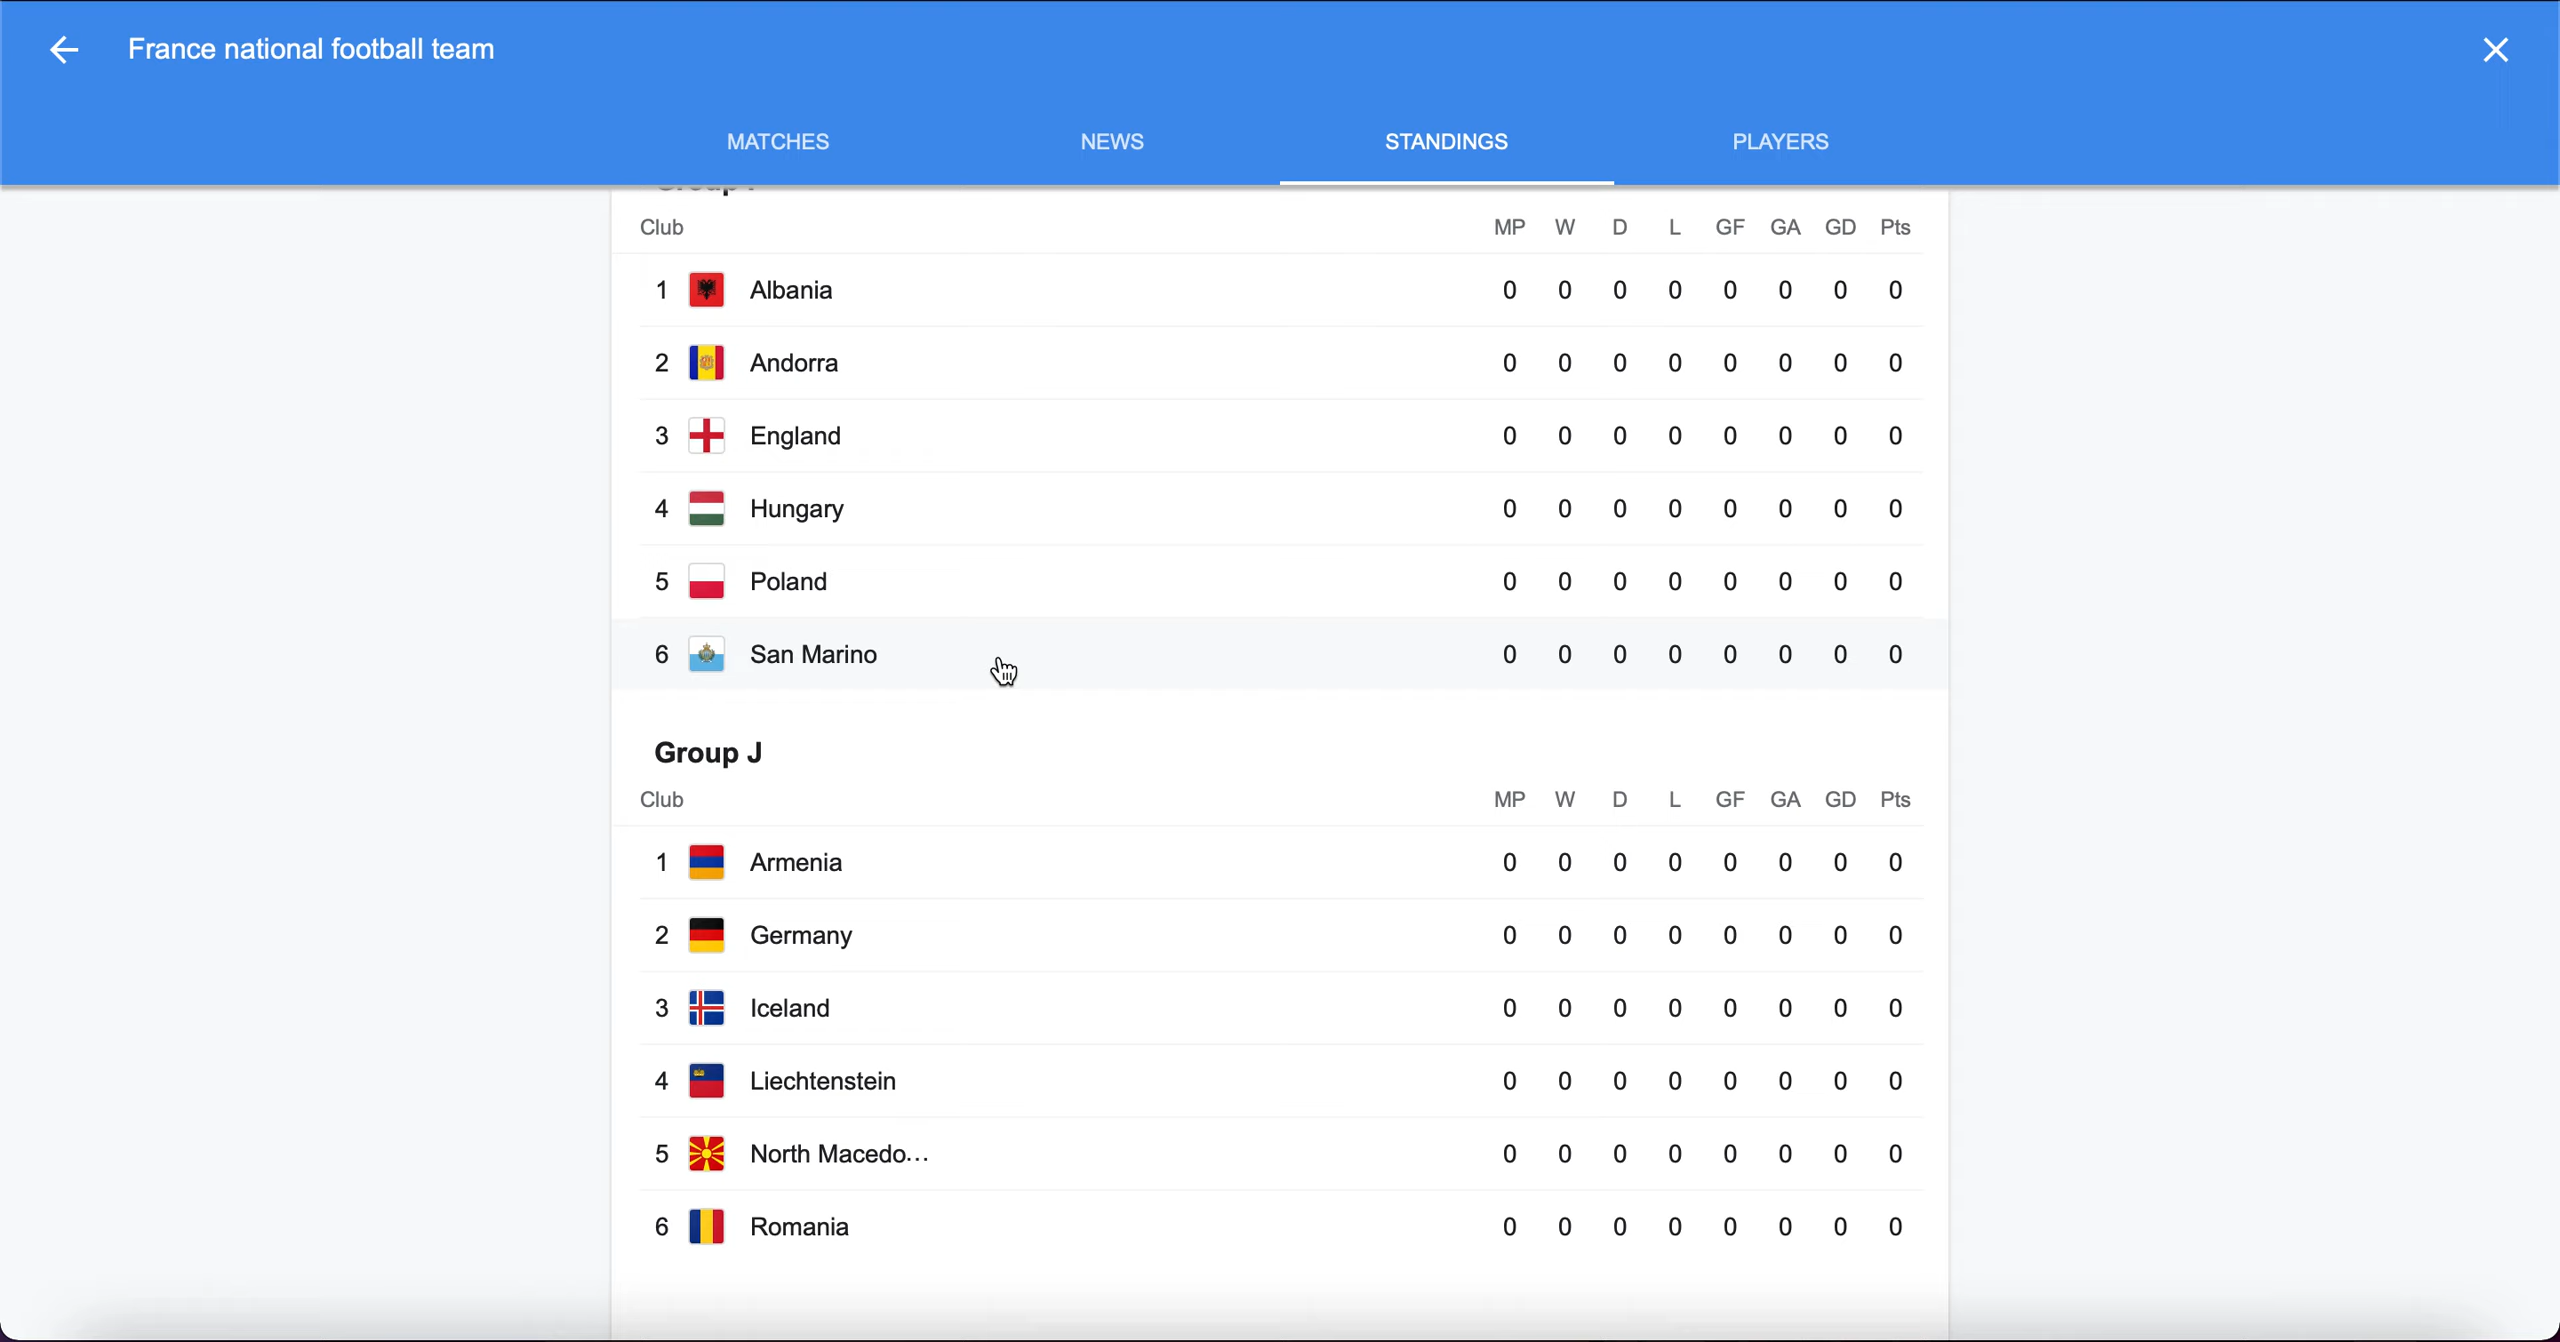 France national football team
MATCHES NEWS STANDINGS PLAYERS
Club MP W D L GF GA GD Pts
1 Albania 0 0 0 0 0 0 0 0
2 Andorra 0 0 0 0 0 0 0 0
3 England 0 0 0 0 0 0 0 0
4 Hungary 0 0 0 0 0 0 0 0
5 Poland 0 0 0 0 0 0 0 0
6 San Marino 0 0 0 0 0 0 0 0
Group J
Club MP W D L GF GA GD Pts
1 Armenia 0 0 0 0 0 0 0 0
2 Germany 0 0 0 0 0 0 0 0
3 Iceland 0 0 0 0 0 0 0 0
4 Liechtenstein 0 0 0 0 0 0 0 0
5 North Macedo... 0 0 0 0 0 0 0 0
6 Romania 0 0 0 0 0 0 0 0